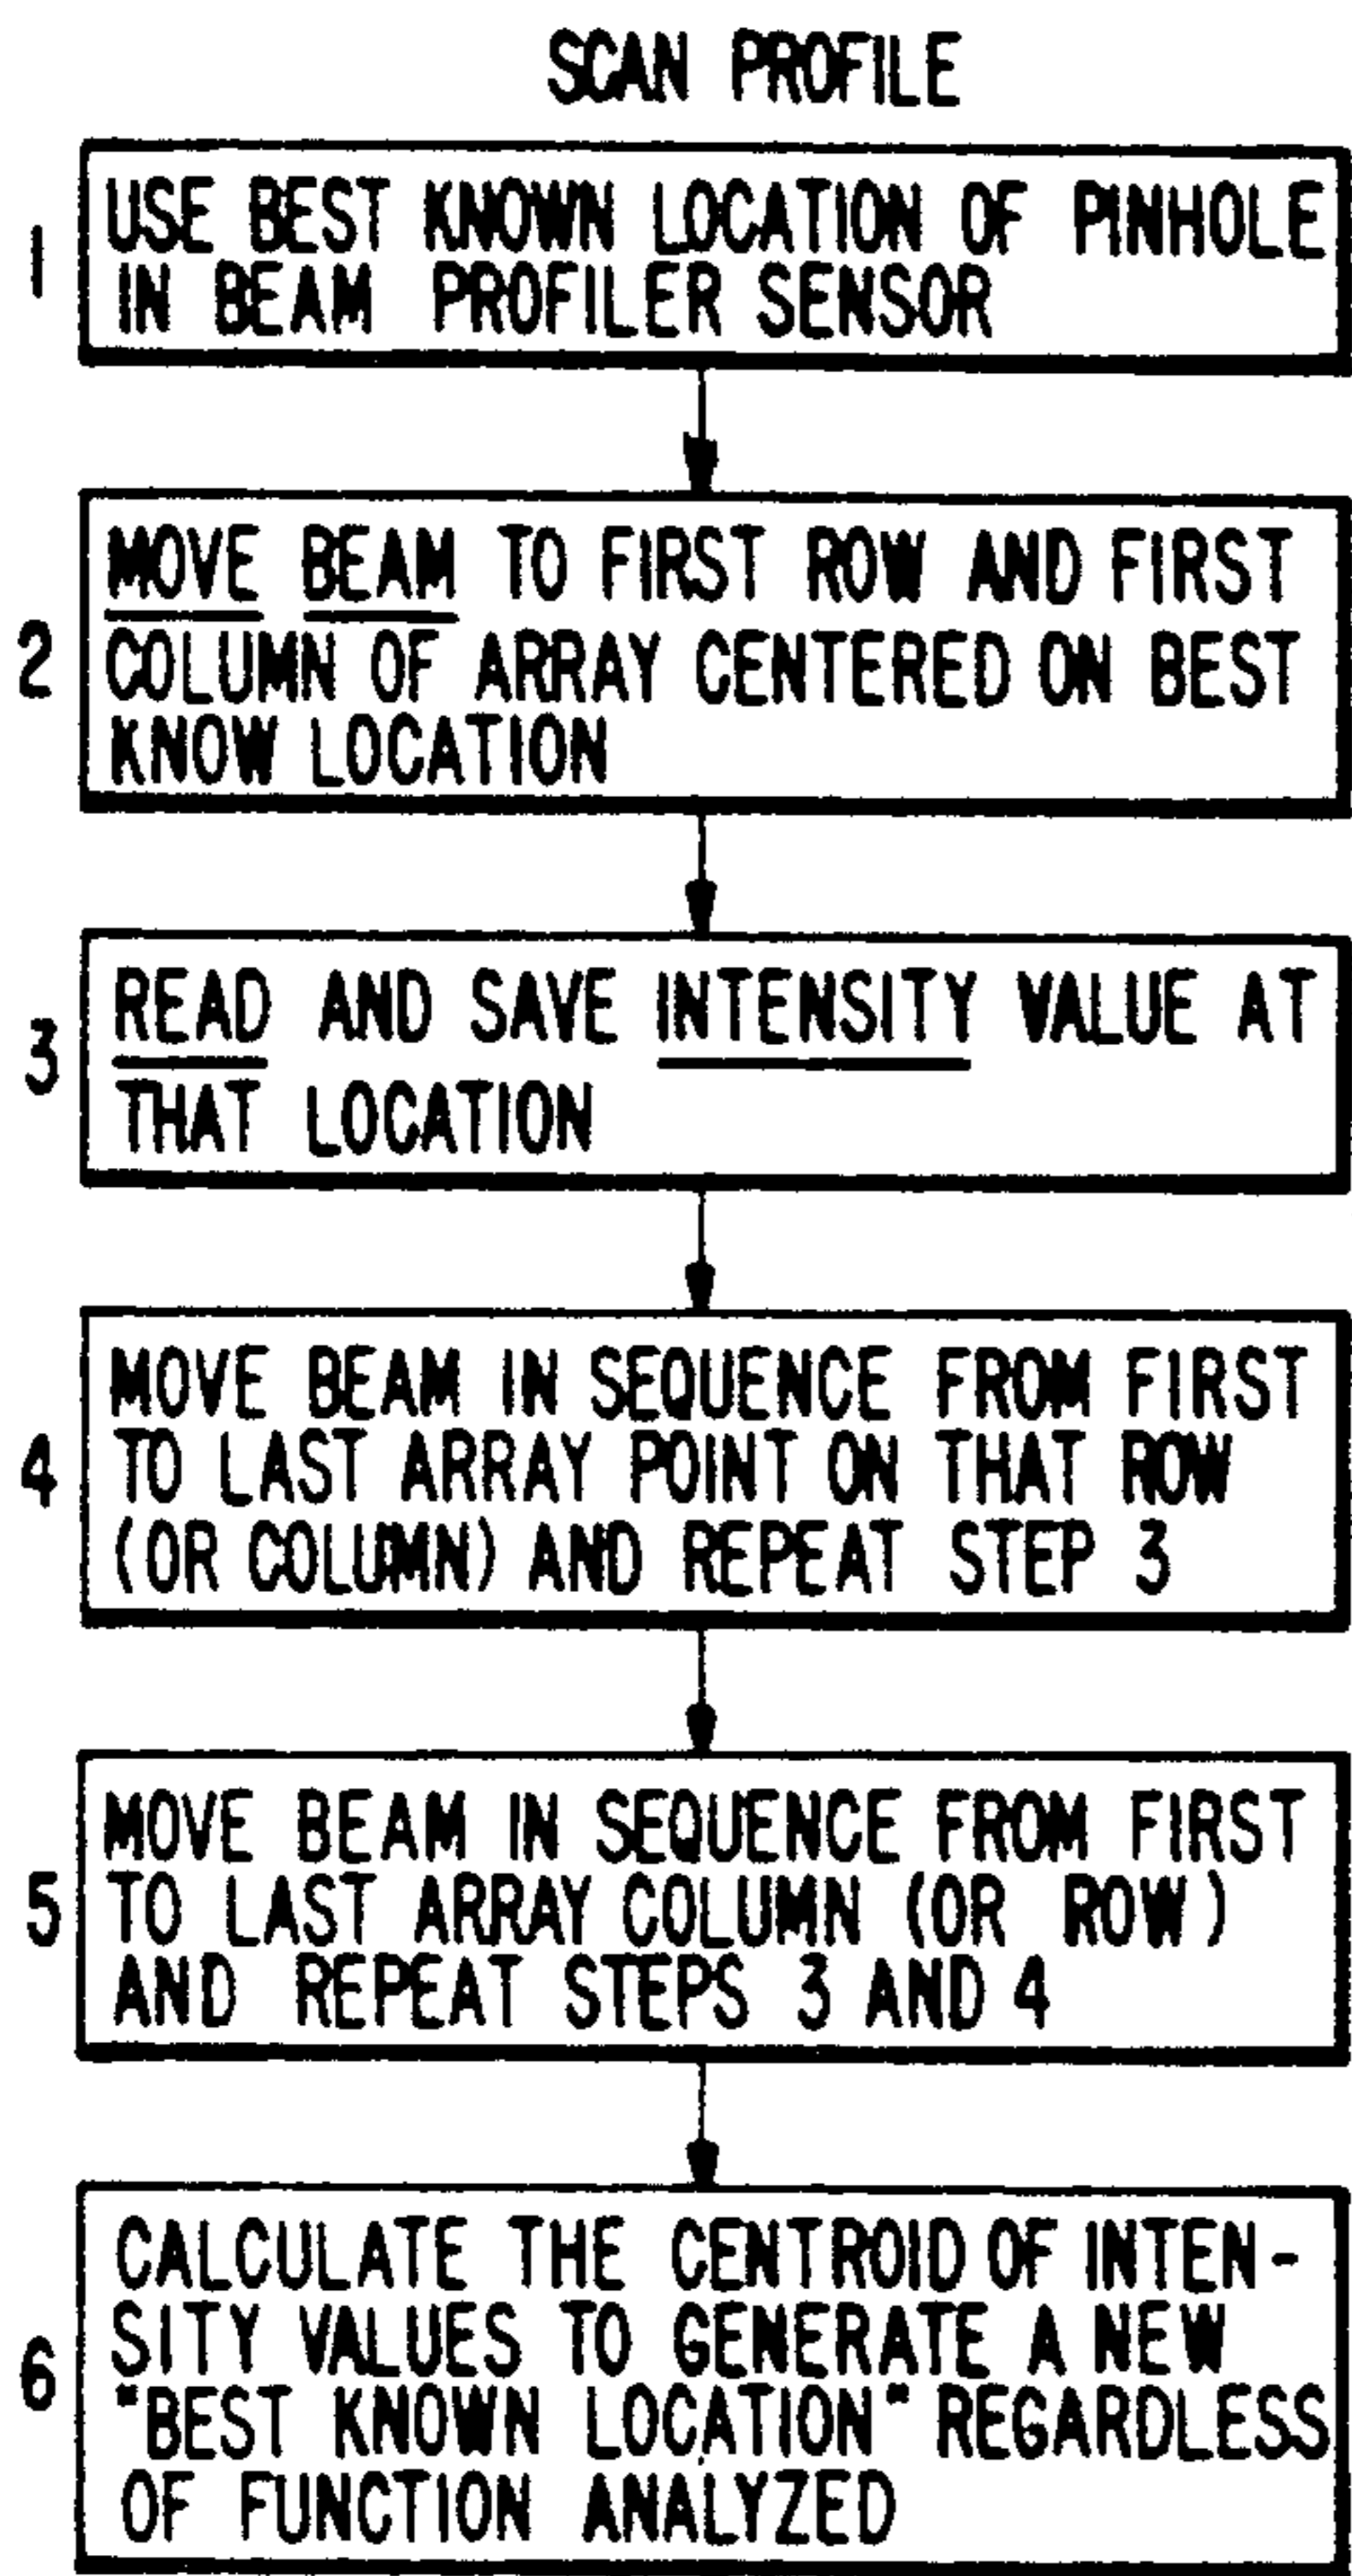 SCAN PROFILE
1
USE BEST KNOWN LOCATION OF PINHOLE
IN BEAM PROFILER SENSOR
2
MOVE BEAM TO FIRST ROW AND FIRST
COLUMN OF ARRAY CENTERED ON BEST
KNOW LOCATION
3
READ AND SAVE INTENSITY VALUE AT
THAT LOCATION
4
MOVE BEAM IN SEQUENCE FROM FIRST
TO LAST ARRAY POINT ON THAT ROW
(OR COLUMN) AND REPEAT STEP 3
5
MOVE BEAM IN SEQUENCE FROM FIRST
TO LAST ARRAY COLUMN (OR ROW)
AND REPEAT STEPS 3 AND 4
6
CALCULATE THE CENTROID OF INTEN-
SITY VALUES TO GENERATE A NEW
"BEST KNOWN LOCATION" REGARDLESS
OF FUNCTION ANALYZED